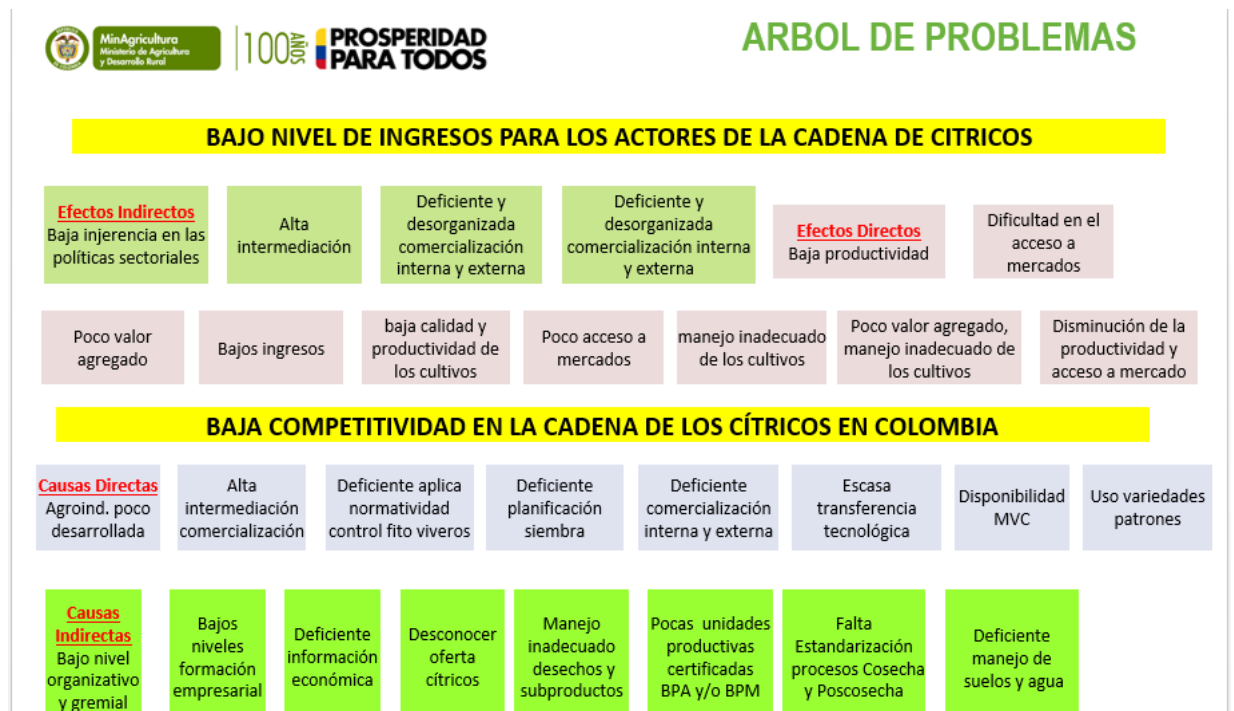 MinAgricultura
Ministerio de Agricultura
y Desarrollo Rural
100 AÑOS
PROSPERIDAD
PARA TODOS
ARBOL DE PROBLEMAS
BAJO NIVEL DE INGRESOS PARA LOS ACTORES DE LA CADENA DE CITRICOS
Efectos Indirectos
Baja injerencia en las
políticas sectoriales
Alta
intermediación
Deficiente y
desorganizada
comercialización
interna y externa
Deficiente y
desorganizada
comercialización interna
y externa
Efectos Directos
Baja productividad
Dificultad en el
acceso a
mercados
Poco valor
agregado
Bajos ingresos
baja calidad y
productividad de
los cultivos
Poco acceso a
mercados
manejo inadecuado
de los cultivos
Poco valor agregado,
manejo inadecuado de
los cultivos
Disminución de la
productividad y
acceso a mercado
BAJA COMPETITIVIDAD EN LA CADENA DE LOS CÍTRICOS EN COLOMBIA
Causas Directas
Agroind. poco
desarrollada
Alta
intermediación
comercialización
Deficiente aplica
normatividad
control fito viveros
Deficiente
planificación
siembra
Deficiente
comercialización
interna y externa
Escasa
transferencia
tecnológica
Disponibilidad
MVC
Uso variedades
patrones
Causas
Indirectas
Bajo nivel
organizativo
y gremial
Bajos
niveles
formación
empresarial
Deficiente
información
económica
Desconocer
oferta
cítricos
Manejo
inadecuado
desechos y
subproductos
Pocas unidades
productivas
certificadas
BPA y/o BPM
Falta
Estandarización
procesos Cosecha
y Poscosecha
Deficiente
manejo de
suelos y agua